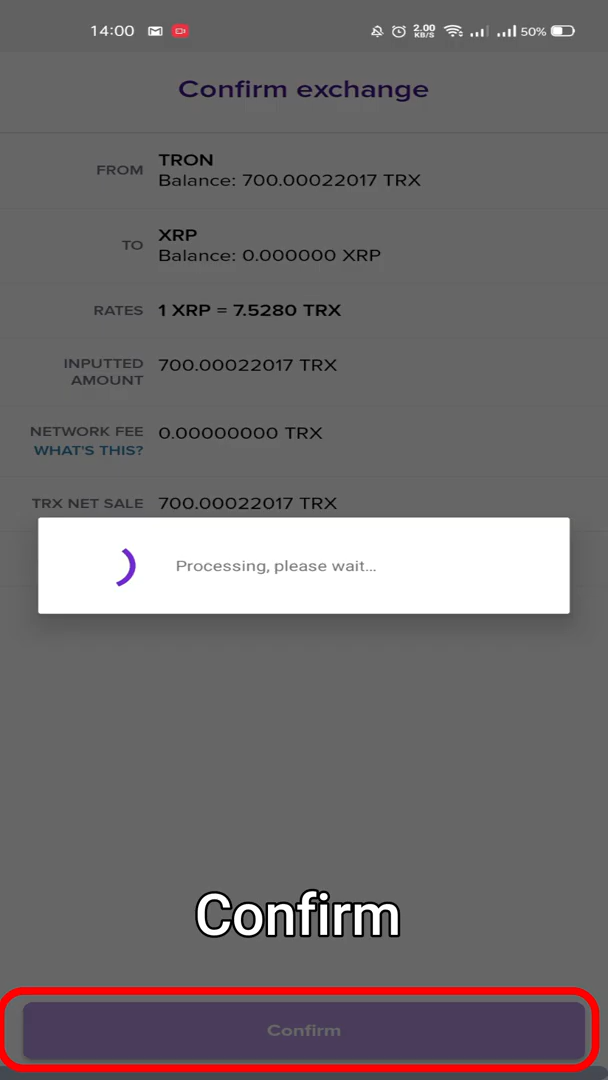 14:00
2.00
KB/S
50%
Confirm exchange
FROM
TRON
Balance: 700.00022017 TRX
TO
XRP
Balance: 0.000000 XRP
RATES
1 XRP = 7.5280 TRX
INPUTTED
AMOUNT
700.00022017 TRX
NETWORK FEE
WHAT'S THIS?
0.00000000 TRX
TRX NET SALE
700.00022017 TRX
Processing, please wait...
Confirm
Confirm